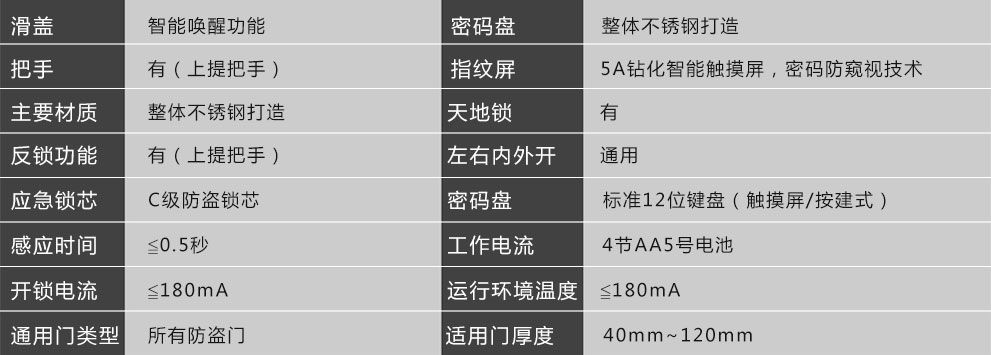 滑盖 智能唤醒功能 密码盘 整体不锈钢打造
把手 有（上提把手） 指纹屏 5A钻化智能触摸屏，密码防窥视技术
主要材质 整体不锈钢打造 天地锁 有
反锁功能 有（上提把手） 左右内外开 通用
应急锁芯 C级防盗锁芯 密码盘 标准12位键盘（触摸屏/按建式）
感应时间 ≦0.5秒 工作电流 4节AA5号电池
开锁电流 ≦180mA 运行环境温度 ≦180mA
通用门类型 所有防盗门 适用门厚度 40mm~120mm